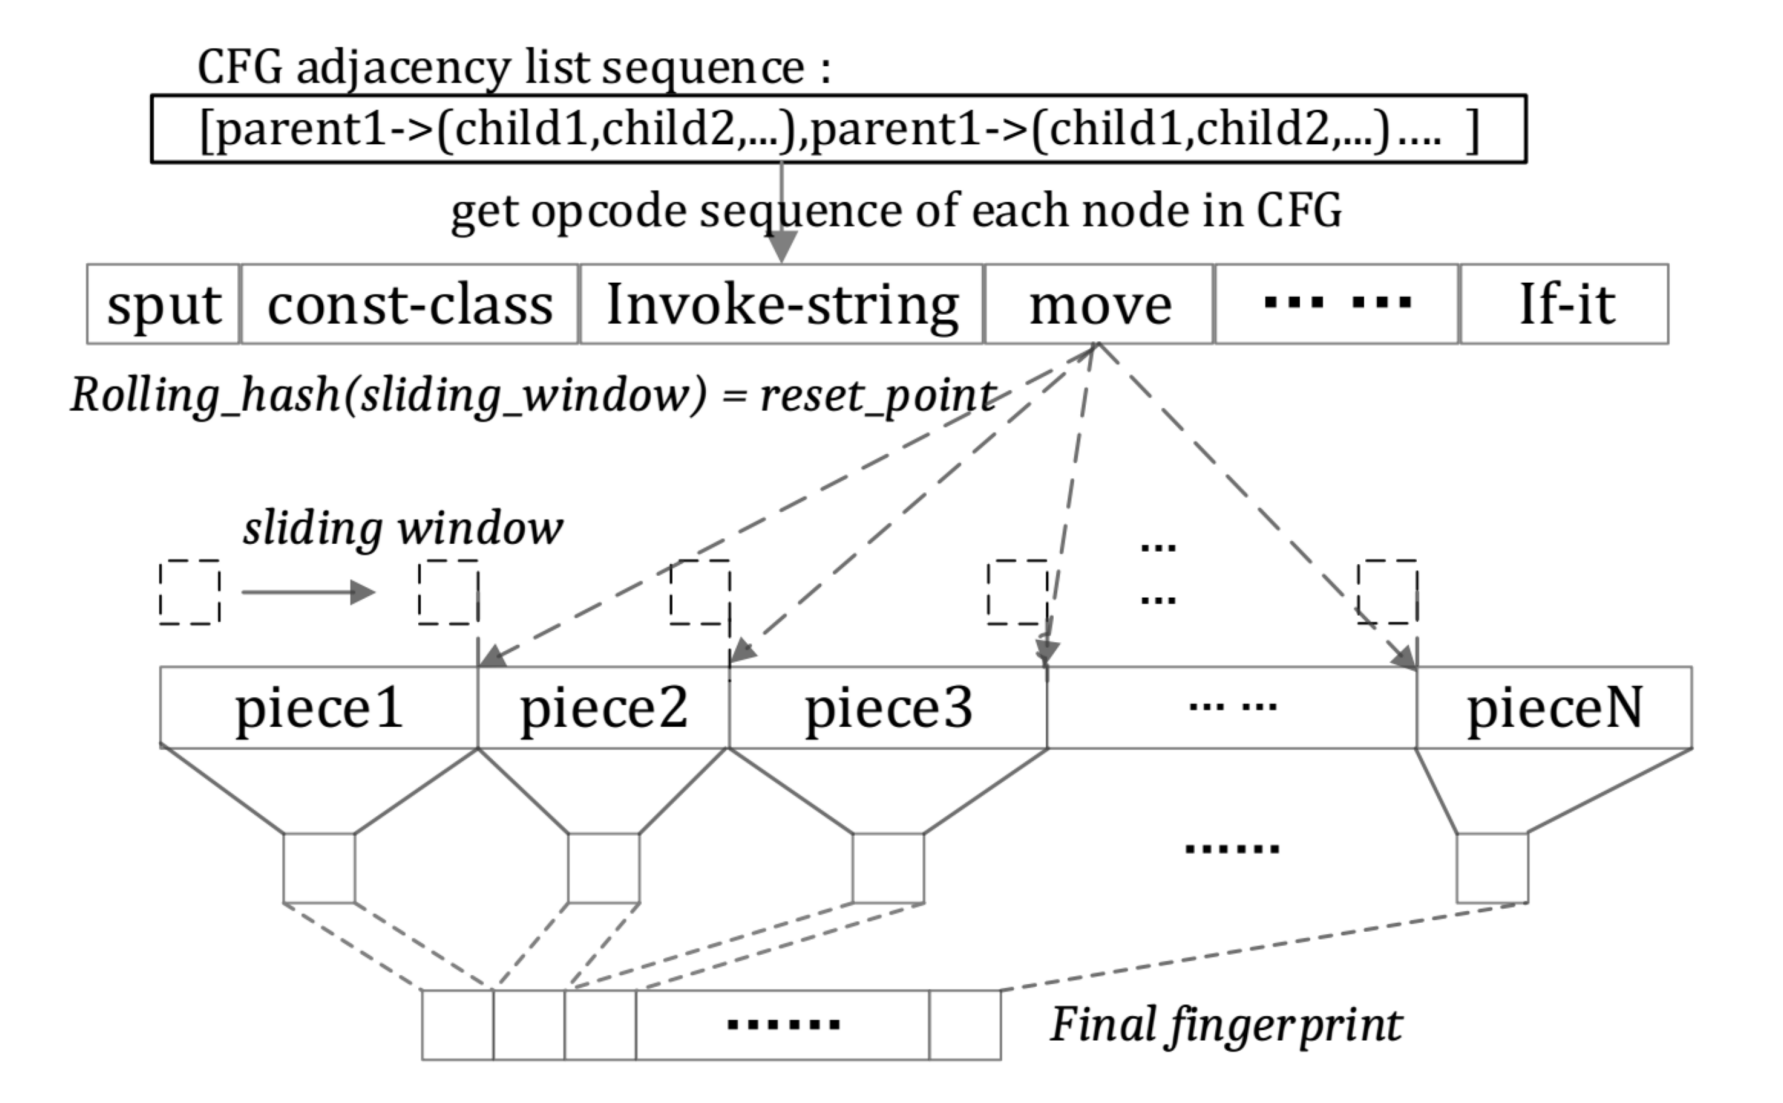 CFG adjacency list sequence :
[parent1->(child1,child2,...),parent1->(child1,child2,...)…. ]
get opcode sequence of each node in CFG
sput const-class Invoke-string move ... ... If-it
Rolling_hash(sliding_window) = reset_point
sliding window
...
...
piece1 piece2 piece3 ... ... pieceN
......
......
Final fingerprint